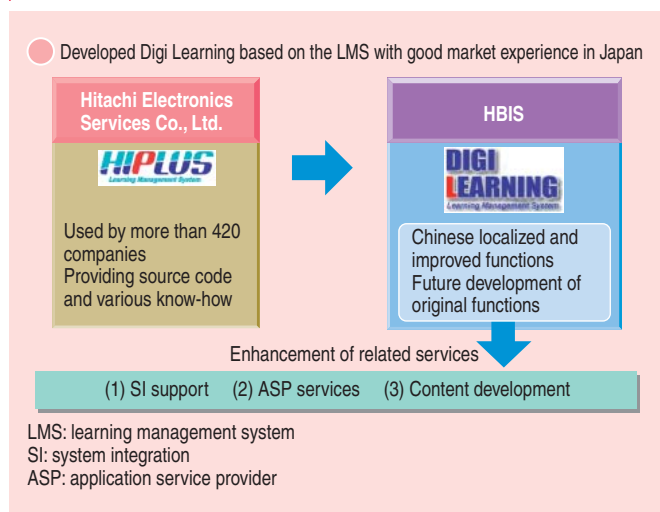 Developed Digi Learning based on the LMS with good market experience in Japan
Hitachi Electronics
Services Co., Ltd.
HIPLUS
Learning Management System
Used by more than 420
companies
Providing source code
and various know-how
HBIS
DIGI
LEARNING
Learning Management System
Chinese localized and
improved functions
Future development of
original functions
Enhancement of related services
(1) SI support (2) ASP services (3) Content development
LMS: learning management system
SI: system integration
ASP: application service provider